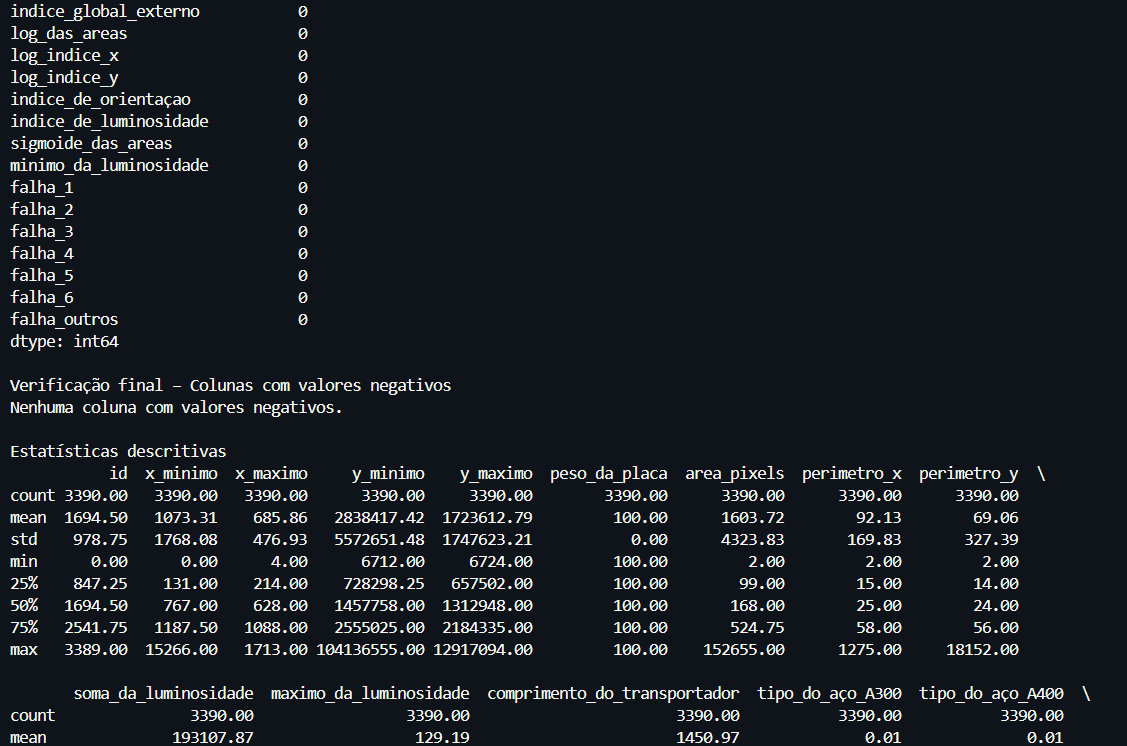 indice_global_externo 0
log_das_areas 0
log_indice_x 0
log_indice_y 0
indice_de_orientaçao 0
indice_de_luminosidade 0
sigmoide_das_areas 0
minimo_da_luminosidade 0
falha_1 0
falha_2 0
falha_3 0
falha_4 0
falha_5 0
falha_6 0
falha_outros 0
dtype: int64
Verificação final – Colunas com valores negativos
Nenhuma coluna com valores negativos.
Estatísticas descritivas
id x_minimo x_maximo y_minimo y_maximo peso_da_placa area_pixels perimetro_x perimetro_y \
count 3390.00 3390.00 3390.00 3390.00 3390.00 3390.00 3390.00 3390.00 3390.00
mean 1694.50 1073.31 685.86 2838417.42 1723612.79 100.00 1603.72 92.13 69.06
std 978.75 1768.08 476.93 5572651.48 1747623.21 0.00 4323.83 169.83 327.39
min 0.00 0.00 4.00 6712.00 6724.00 100.00 2.00 2.00 2.00
25% 847.25 131.00 214.00 728298.25 657502.00 100.00 99.00 15.00 14.00
50% 1694.50 767.00 628.00 1457758.00 1312948.00 100.00 168.00 25.00 24.00
75% 2541.75 1187.50 1088.00 2555025.00 2184335.00 100.00 524.75 58.00 56.00
max 3389.00 15266.00 1713.00 104136555.00 12917094.00 100.00 152655.00 1275.00 18152.00
soma_da_luminosidade maximo_da_luminosidade comprimento_do_transportador tipo_do_aço_A300 tipo_do_aço_A400 \
count 3390.00 3390.00 3390.00 3390.00 3390.00
mean 193107.87 129.19 1450.97 0.01 0.01